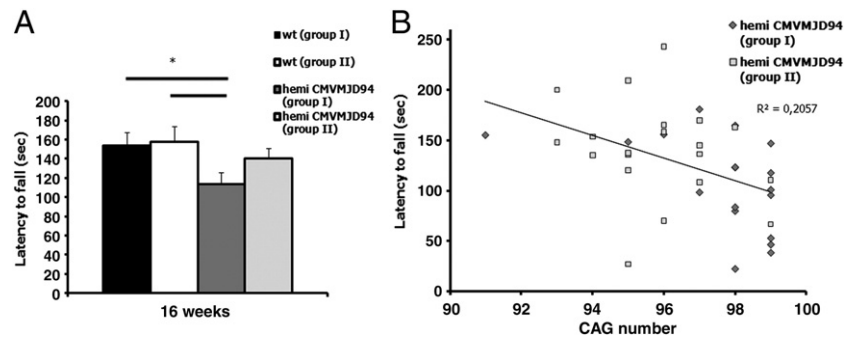 A
wt (group I)
wt (group II)
hemi CMVMJD94
(group I)
hemi CMVMJD94
(group II)
*
Latency to fall (sec)
200
180
160
140
120
100
80
60
40
20
0
16 weeks
B
hemi CMVMJD94
(group I)
hemi CMVMJD94
(group II)
R² = 0,2057
Latency to fall (sec)
250
200
150
100
50
0
90 92 94 96 98 100
CAG number